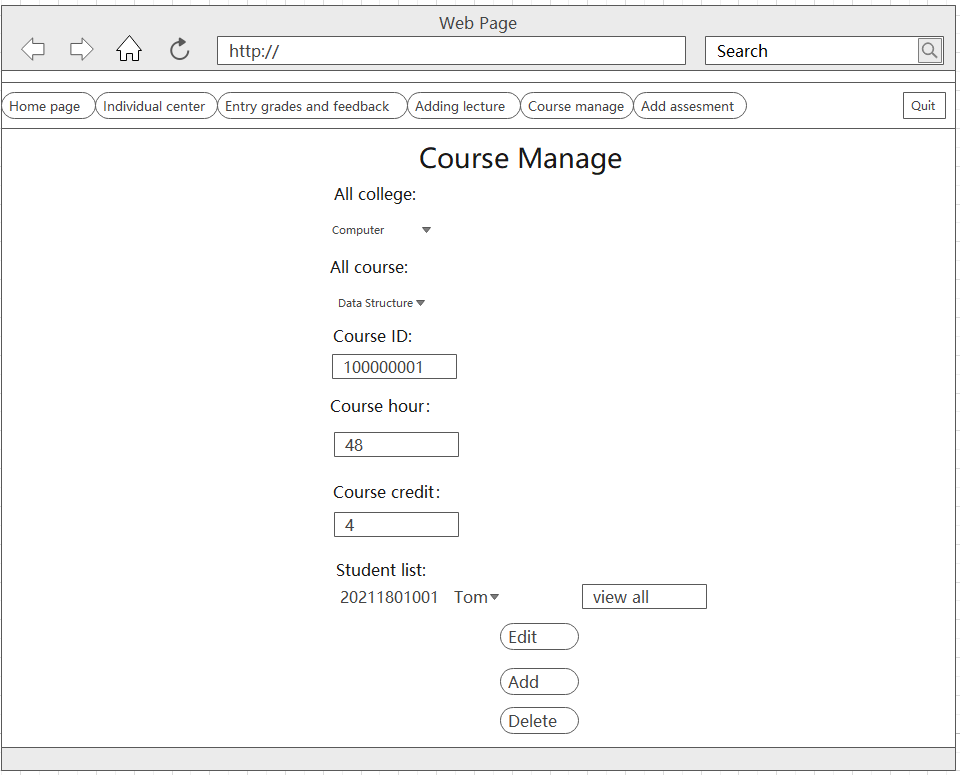 Web Page
http://
Search
Home page Individual center Entry grades and feedback Adding lecture Course manage Add assesment Quit
Course Manage
All college:
Computer
All course:
Data Structure
Course ID:
100000001
Course hour:
48
Course credit:
4
Student list:
20211801001 Tom view all
Edit
Add
Delete